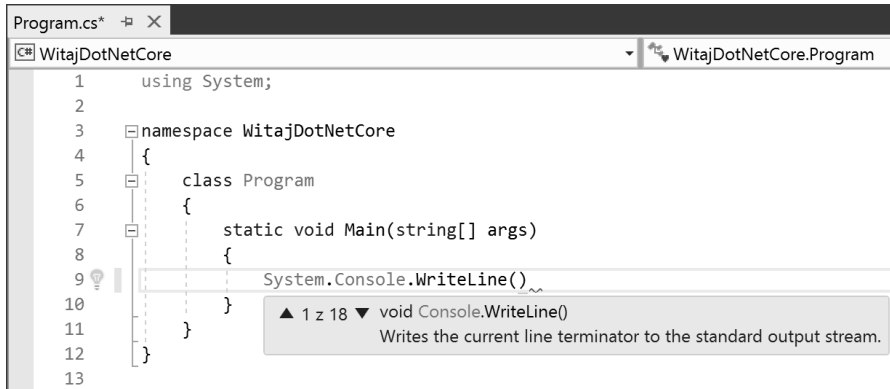 Program.cs*
C# WitajDotNetCore WitajDotNetCore.Program
1 using System;
2
3 namespace WitajDotNetCore
4 {
5 class Program
6 {
7 static void Main(string[] args)
8 {
9 System.Console.WriteLine()
10 }
▲ 1 z 18 ▼ void Console.WriteLine()
11 }
Writes the current line terminator to the standard output stream.
12 }
13